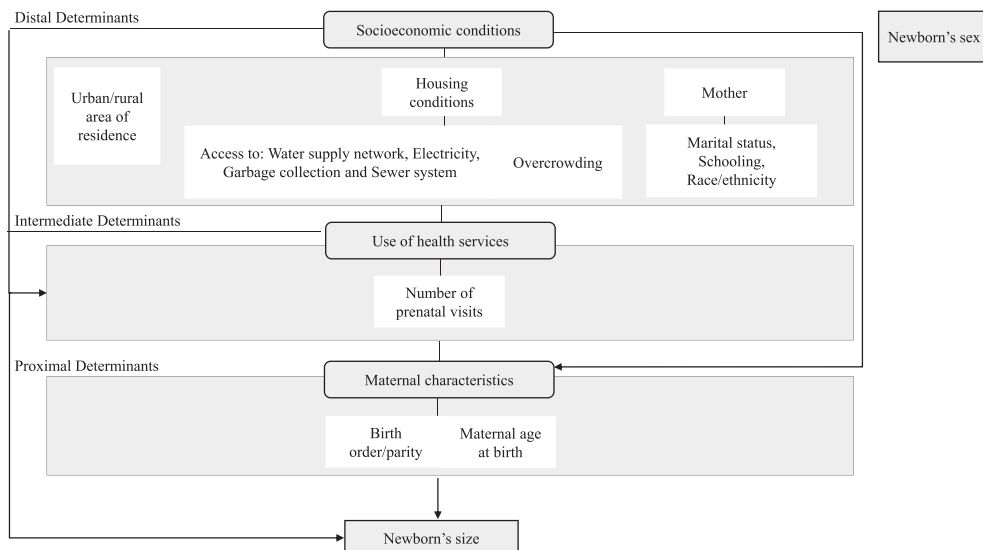 Distal Determinants
Socioeconomic conditions
Newborn's sex
Urban/rural
area of
residence
Housing
conditions
Mother
Access to: Water supply network, Electricity,
Garbage collection and Sewer system
Overcrowding
Marital status,
Schooling,
Race/ethnicity
Intermediate Determinants
Use of health services
Number of
prenatal visits
Proximal Determinants
Maternal characteristics
Birth
order/parity
Maternal age
at birth
Newborn's size